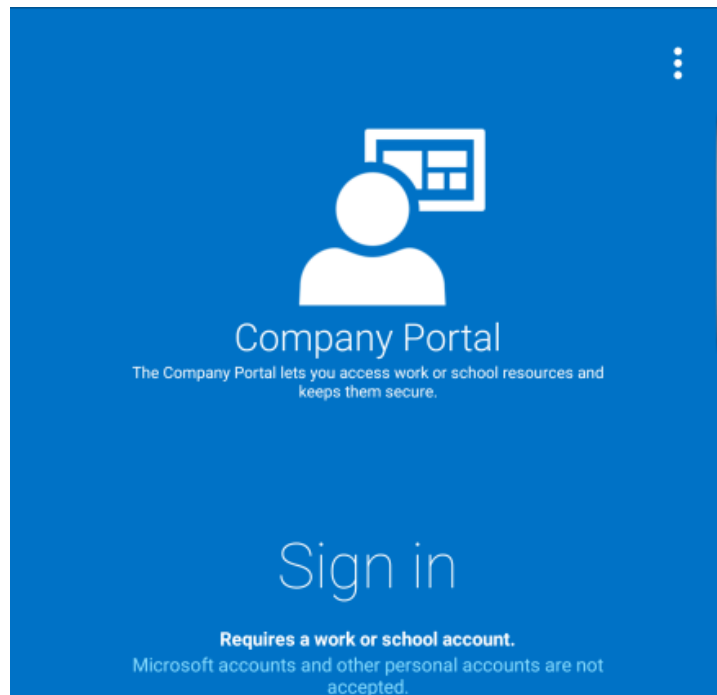 Company Portal
The Company Portal lets you access work or school resources and
keeps them secure.
Sign in
Requires a work or school account.
Microsoft accounts and other personal accounts are not
accepted.